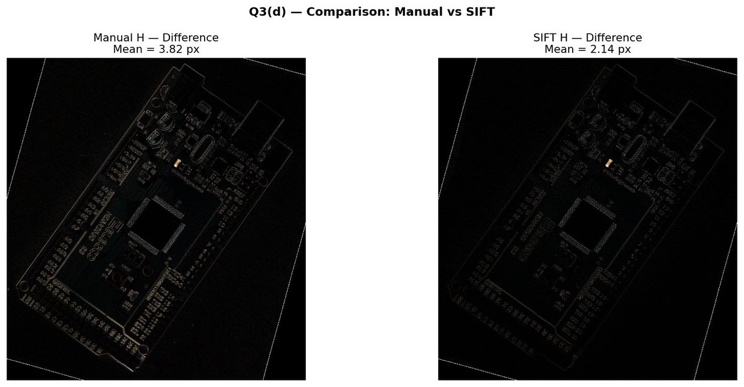 Q3(d) — Comparison: Manual vs SIFT
Manual H — Difference
Mean = 3.82 px
SIFT H — Difference
Mean = 2.14 px